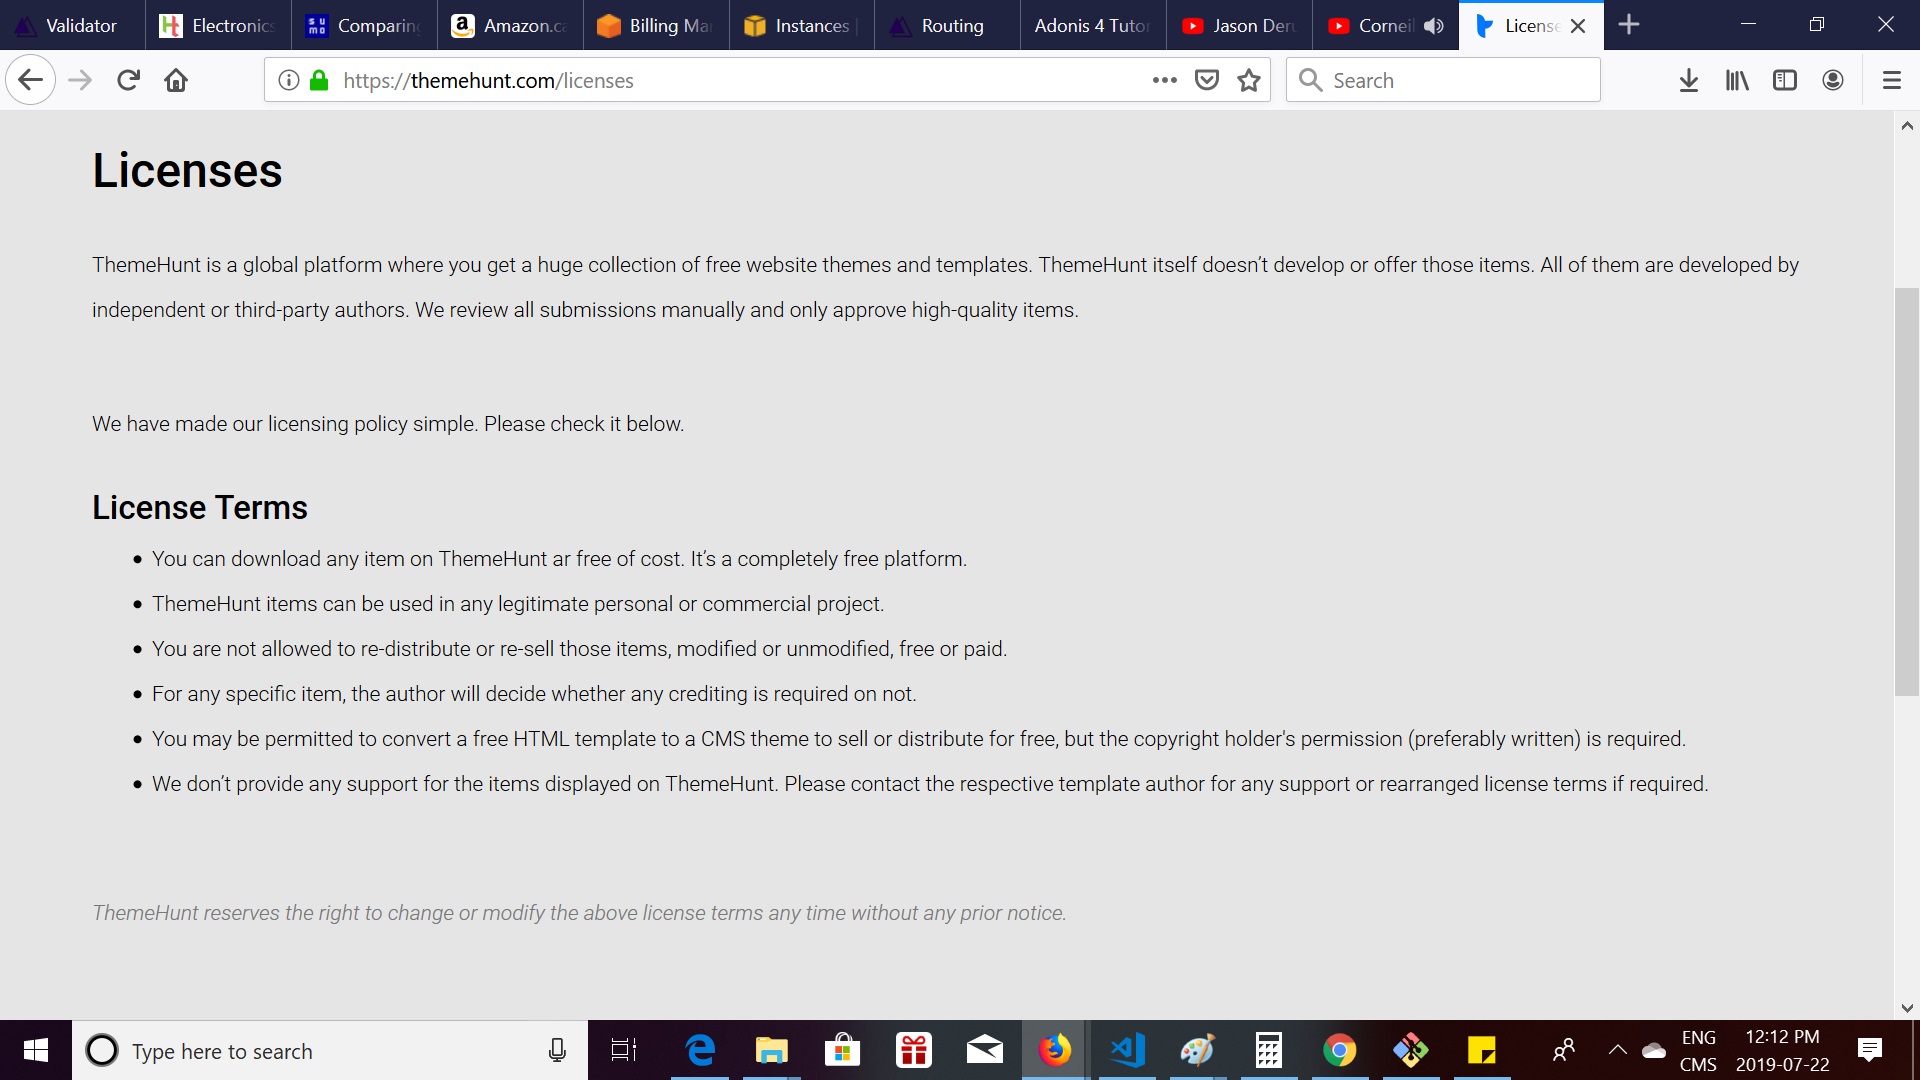 Validator Electronics Comparing Amazon.ca Billing Ma Instances Routing Adonis 4 Tutor Jason Deru Corneil License
https://themehunt.com/licenses Search
Licenses
ThemeHunt is a global platform where you get a huge collection of free website themes and templates. ThemeHunt itself doesn’t develop or offer those items. All of them are developed by
independent or third-party authors. We review all submissions manually and only approve high-quality items.
We have made our licensing policy simple. Please check it below.
License Terms
• You can download any item on ThemeHunt ar free of cost. It’s a completely free platform.
• ThemeHunt items can be used in any legitimate personal or commercial project.
• You are not allowed to re-distribute or re-sell those items, modified or unmodified, free or paid.
• For any specific item, the author will decide whether any crediting is required on not.
• You may be permitted to convert a free HTML template to a CMS theme to sell or distribute for free, but the copyright holder's permission (preferably written) is required.
• We don’t provide any support for the items displayed on ThemeHunt. Please contact the respective template author for any support or rearranged license terms if required.
ThemeHunt reserves the right to change or modify the above license terms any time without any prior notice.
Type here to search
ENG 12:12 PM
CMS 2019-07-22